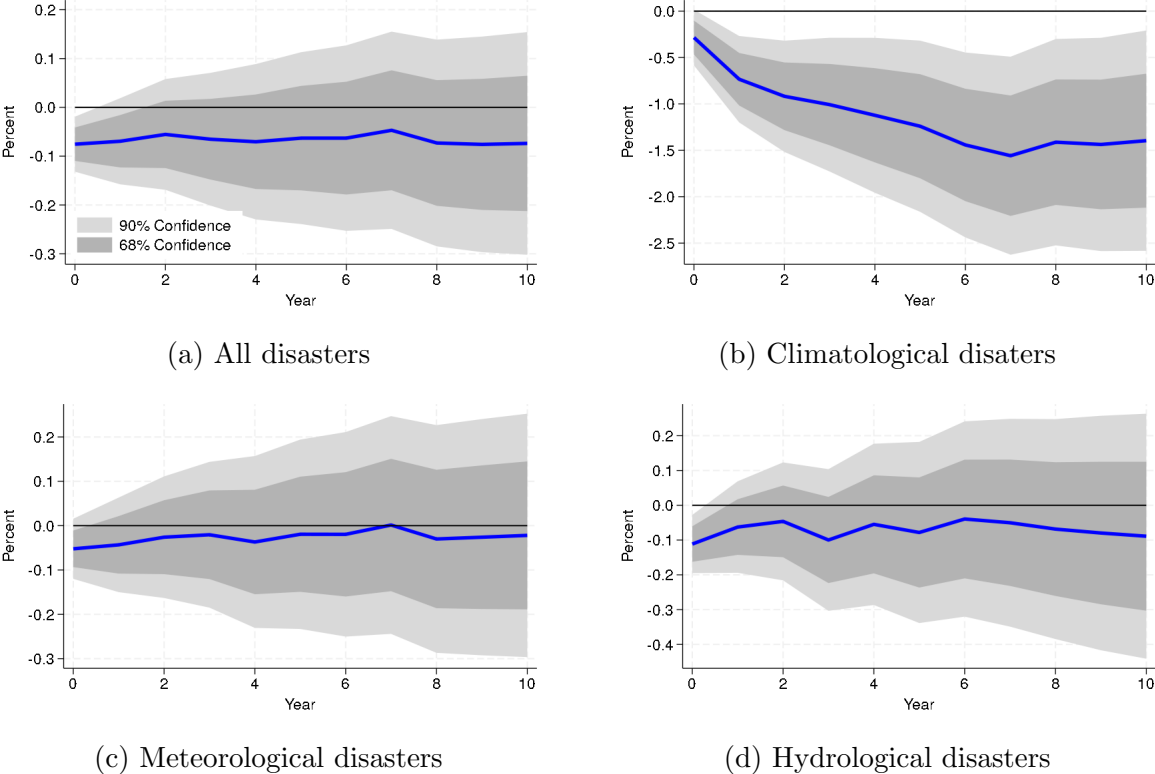 0.2
0.1
0.0
-0.1
-0.2
-0.3
Percent
90% Confidence
68% Confidence
0 2 4 6 8 10
Year
(a) All disasters
0.0
-0.5
-1.0
-1.5
-2.0
-2.5
Percent
0 2 4 6 8 10
Year
(b) Climatological disaters
0.2
0.1
0.0
-0.1
-0.2
-0.3
Percent
0 2 4 6 8 10
Year
(c) Meteorological disasters
0.2
0.1
0.0
-0.1
-0.2
-0.3
-0.4
Percent
0 2 4 6 8 10
Year
(d) Hydrological disasters